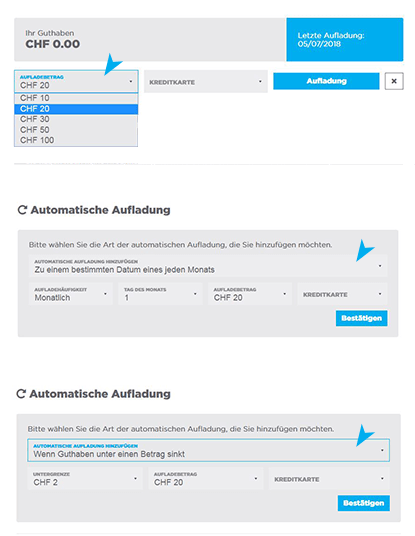 Ihr Guthaben
CHF 0.00
Letzte Aufladung:
05/07/2018
AUFLADEBETRAG
CHF 20
KREDITKARTE
Aufladung
×
CHF 10
CHF 20
CHF 30
CHF 50
CHF 100
Automatische Aufladung
Bitte wählen Sie die Art der automatischen Aufladung, die Sie hinzufügen möchten.
AUTOMATISCHE AUFLADUNG HINZUFÜGEN
Zu einem bestimmten Datum eines jeden Monats
AUFLADEHÄUFIGKEIT
Monatlich
TAG DES MONATS
1
AUFLADEBETRAG
CHF 20
KREDITKARTE
Bestätigen
Automatische Aufladung
Bitte wählen Sie die Art der automatischen Aufladung, die Sie hinzufügen möchten.
AUTOMATISCHE AUFLADUNG HINZUFÜGEN
Wenn Guthaben unter einen Betrag sinkt
UNTERGRENZE
CHF 2
AUFLADEBETRAG
CHF 20
KREDITKARTE
Bestätigen